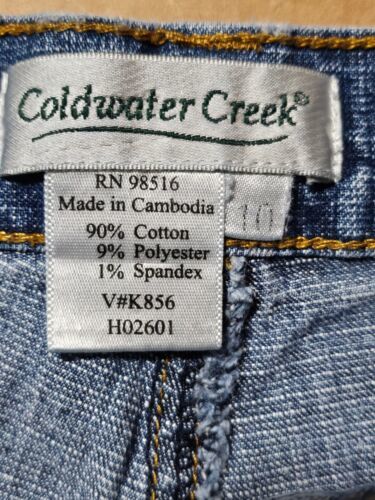 Coldwater Creek®
RN 98516
Made in Cambodia
10
90% Cotton
9% Polyester
1% Spandex
V#K856
H02601